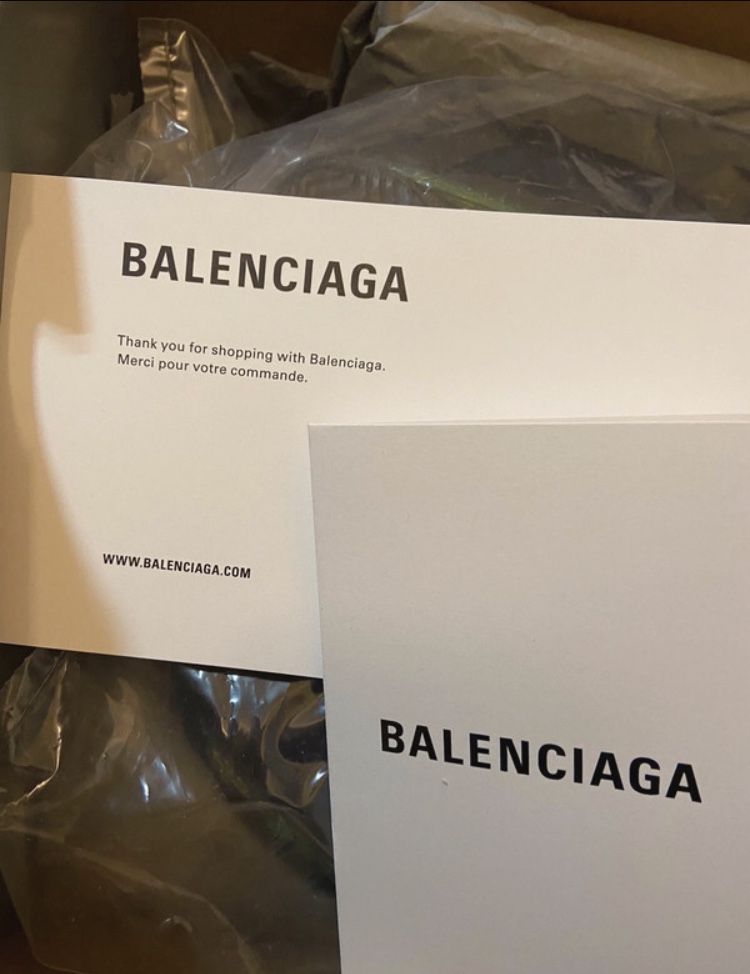 BALENCIAGA
Thank you for shopping with Balenciaga.
Merci pour votre commande.
WWW.BALENCIAGA.COM
BALENCIAGA